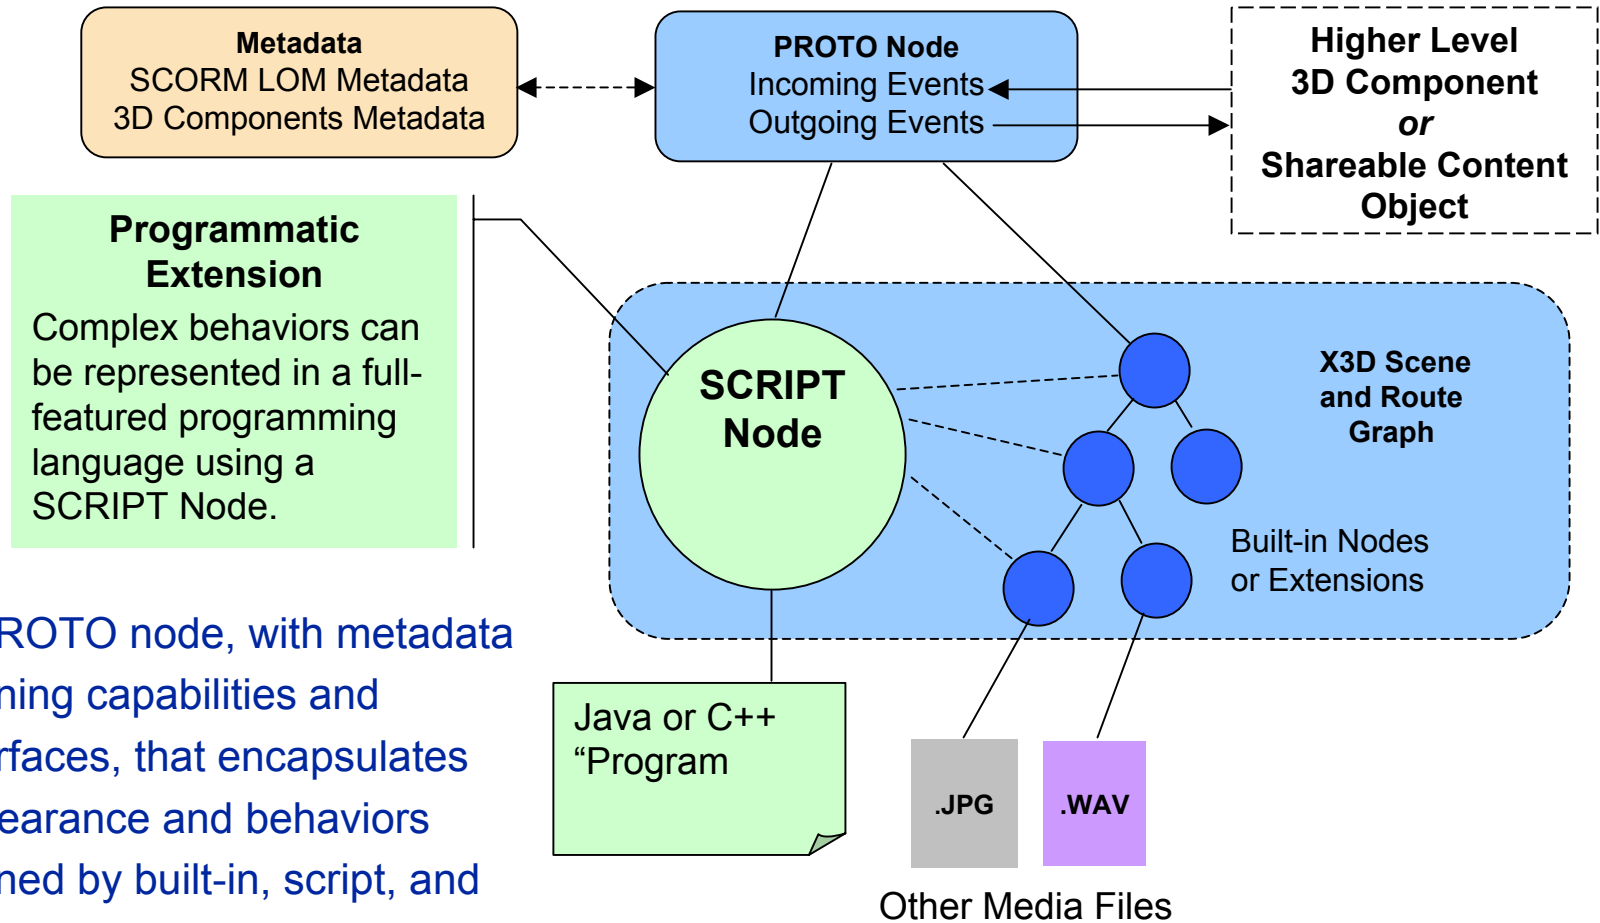 Metadata
SCORM LOM Metadata
3D Components Metadata
PROTO Node
Incoming Events
Outgoing Events
Higher Level
3D Component
or
Shareable Content
Object
Programmatic
Extension
Complex behaviors can
be represented in a full-
featured programming
language using a
SCRIPT Node.
SCRIPT
Node
X3D Scene
and Route
Graph
Built-in Nodes
or Extensions
ROTO node, with metadata
ning capabilities and
rfaces, that encapsulates
earance and behaviors
ned by built-in, script, and
Java or C++
“Program
.JPG
.WAV
Other Media Files